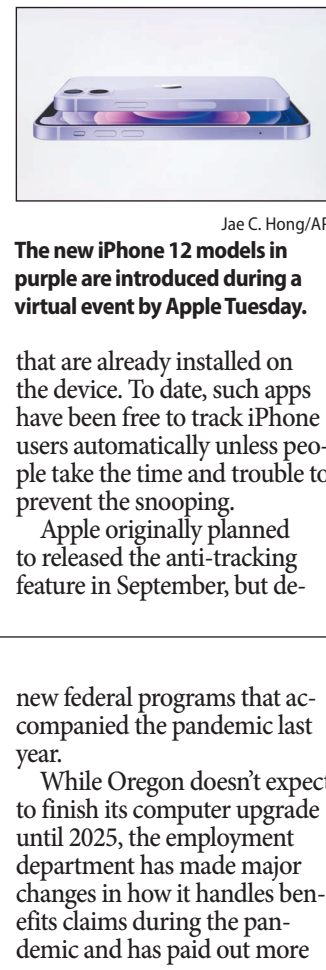 Jae C. Hong/AP
The new iPhone 12 models in
purple are introduced during a
virtual event by Apple Tuesday.
that are already installed on
the device. To date, such apps
have been free to track iPhone
users automatically unless peo-
ple take the time and trouble to
prevent the snooping.
Apple originally planned
to released the anti-tracking
feature in September, but de-
new federal programs that ac-
companied the pandemic last
year.
While Oregon doesn’t expect
to finish its computer upgrade
until 2025, the employment
department has made major
changes in how it handles ben-
efits claims during the pan-
demic and has paid out more